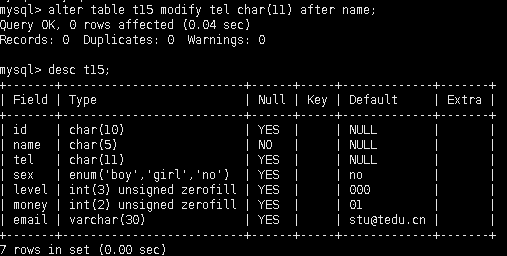 mysql> alter table t15 modify tel char(11) after name;
Query OK, 0 rows affected (0.04 sec)
Records: 0  Duplicates: 0  Warnings: 0
mysql> desc t15;
+-------+--------------------------+------+-----+-------------+-------+
| Field | Type                     | Null | Key | Default     | Extra |
+-------+--------------------------+------+-----+-------------+-------+
| id    | char(10)                 | YES  |     | NULL        |       |
| name  | char(5)                  | NO   |     | NULL        |       |
| tel   | char(11)                 | YES  |     | NULL        |       |
| sex   | enum('boy','girl','no')  | YES  |     | no          |       |
| level | int(3) unsigned zerofill | YES  |     | 000         |       |
| money | int(2) unsigned zerofill | YES  |     | 01          |       |
| email | varchar(30)              | YES  |     | stu@tedu.cn |       |
+-------+--------------------------+------+-----+-------------+-------+
7 rows in set (0.00 sec)